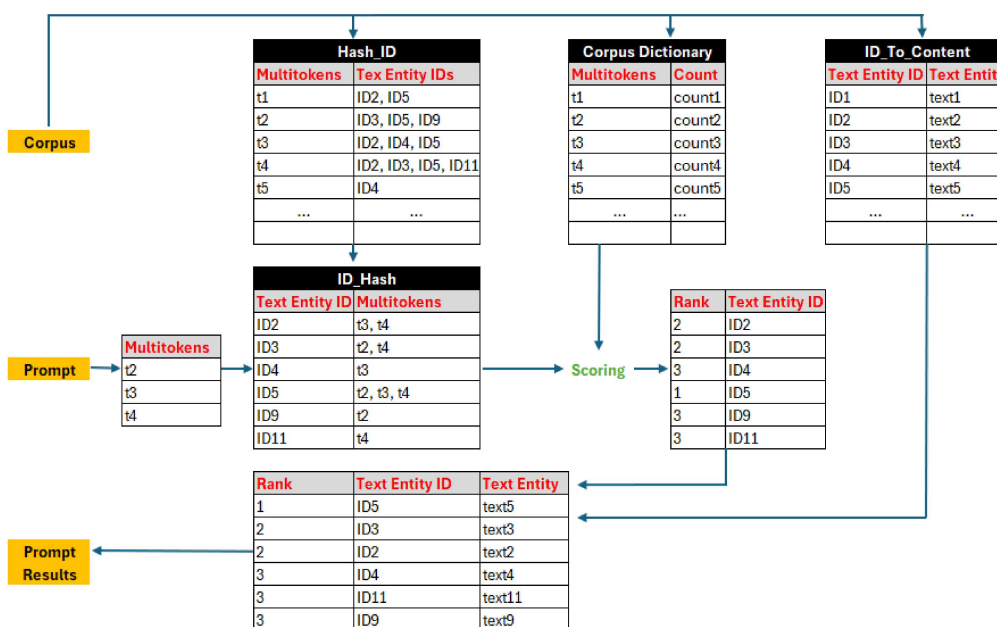 Hash_ID
Multitokens Tex Entity IDs
t1 ID2, ID5
t2 ID3, ID5, ID9
t3 ID2, ID4, ID5
t4 ID2, ID3, ID5, ID11
t5 ID4
... ...
Corpus Dictionary
Multitokens Count
t1 count1
t2 count2
t3 count3
t4 count4
t5 count5
... ...
ID_To_Content
Text Entity ID Text Entit
ID1 text1
ID2 text2
ID3 text3
ID4 text4
ID5 text5
... ...
Corpus
ID_Hash
Text Entity ID Multitokens
ID2 t3, t4
ID3 t2, t4
ID4 t3
ID5 t2, t3, t4
ID9 t2
ID11 t4
Prompt
Multitokens
t2
t3
t4
Scoring
Rank Text Entity ID
2 ID2
2 ID3
3 ID4
1 ID5
3 ID9
3 ID11
Rank Text Entity ID Text Entity
1 ID5 text5
2 ID3 text3
2 ID2 text2
3 ID4 text4
3 ID11 text11
3 ID9 text9
Prompt
Results